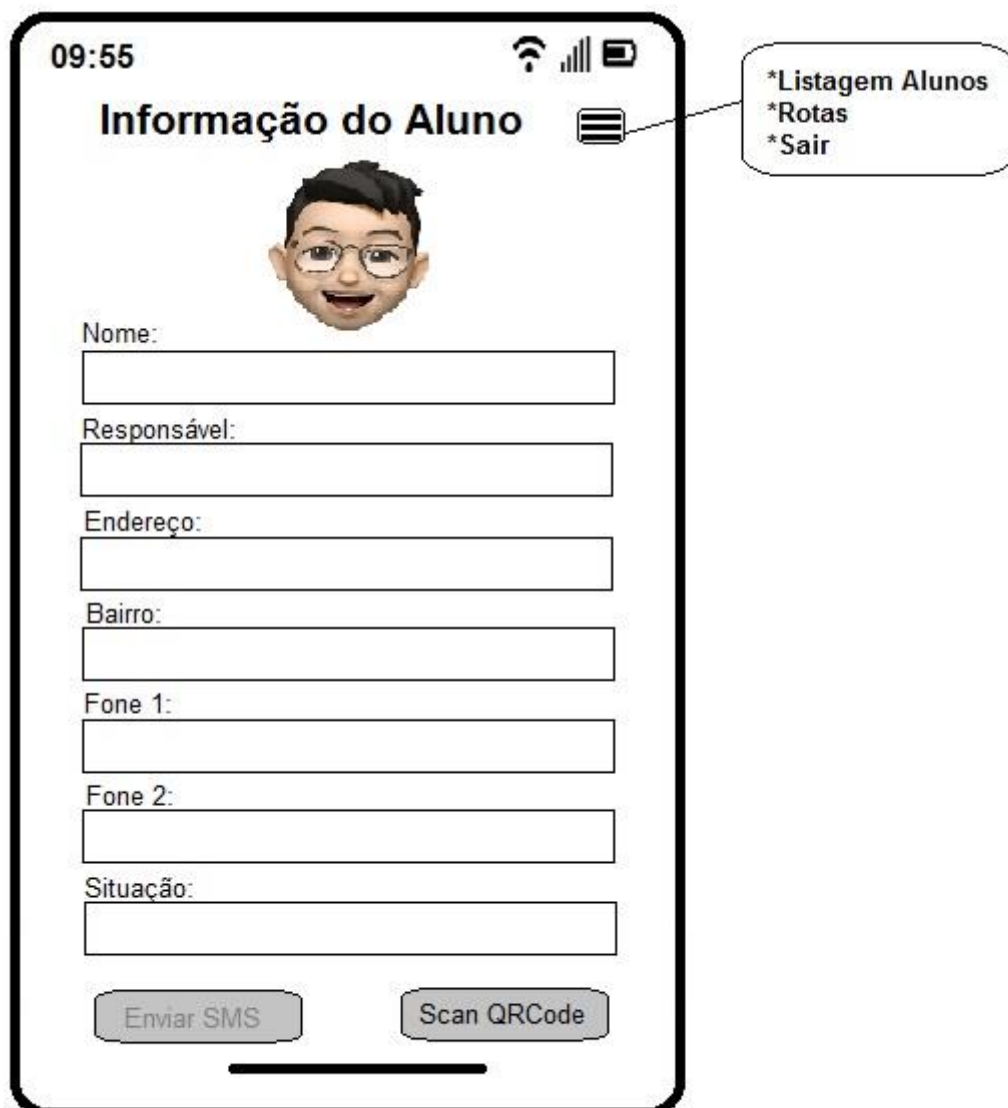 09:55
Informação do Aluno
*Listagem Alunos
*Rotas
*Sair
Nome:
Responsável:
Endereço:
Bairro:
Fone 1:
Fone 2:
Situação:
Enviar SMS
Scan QRCode